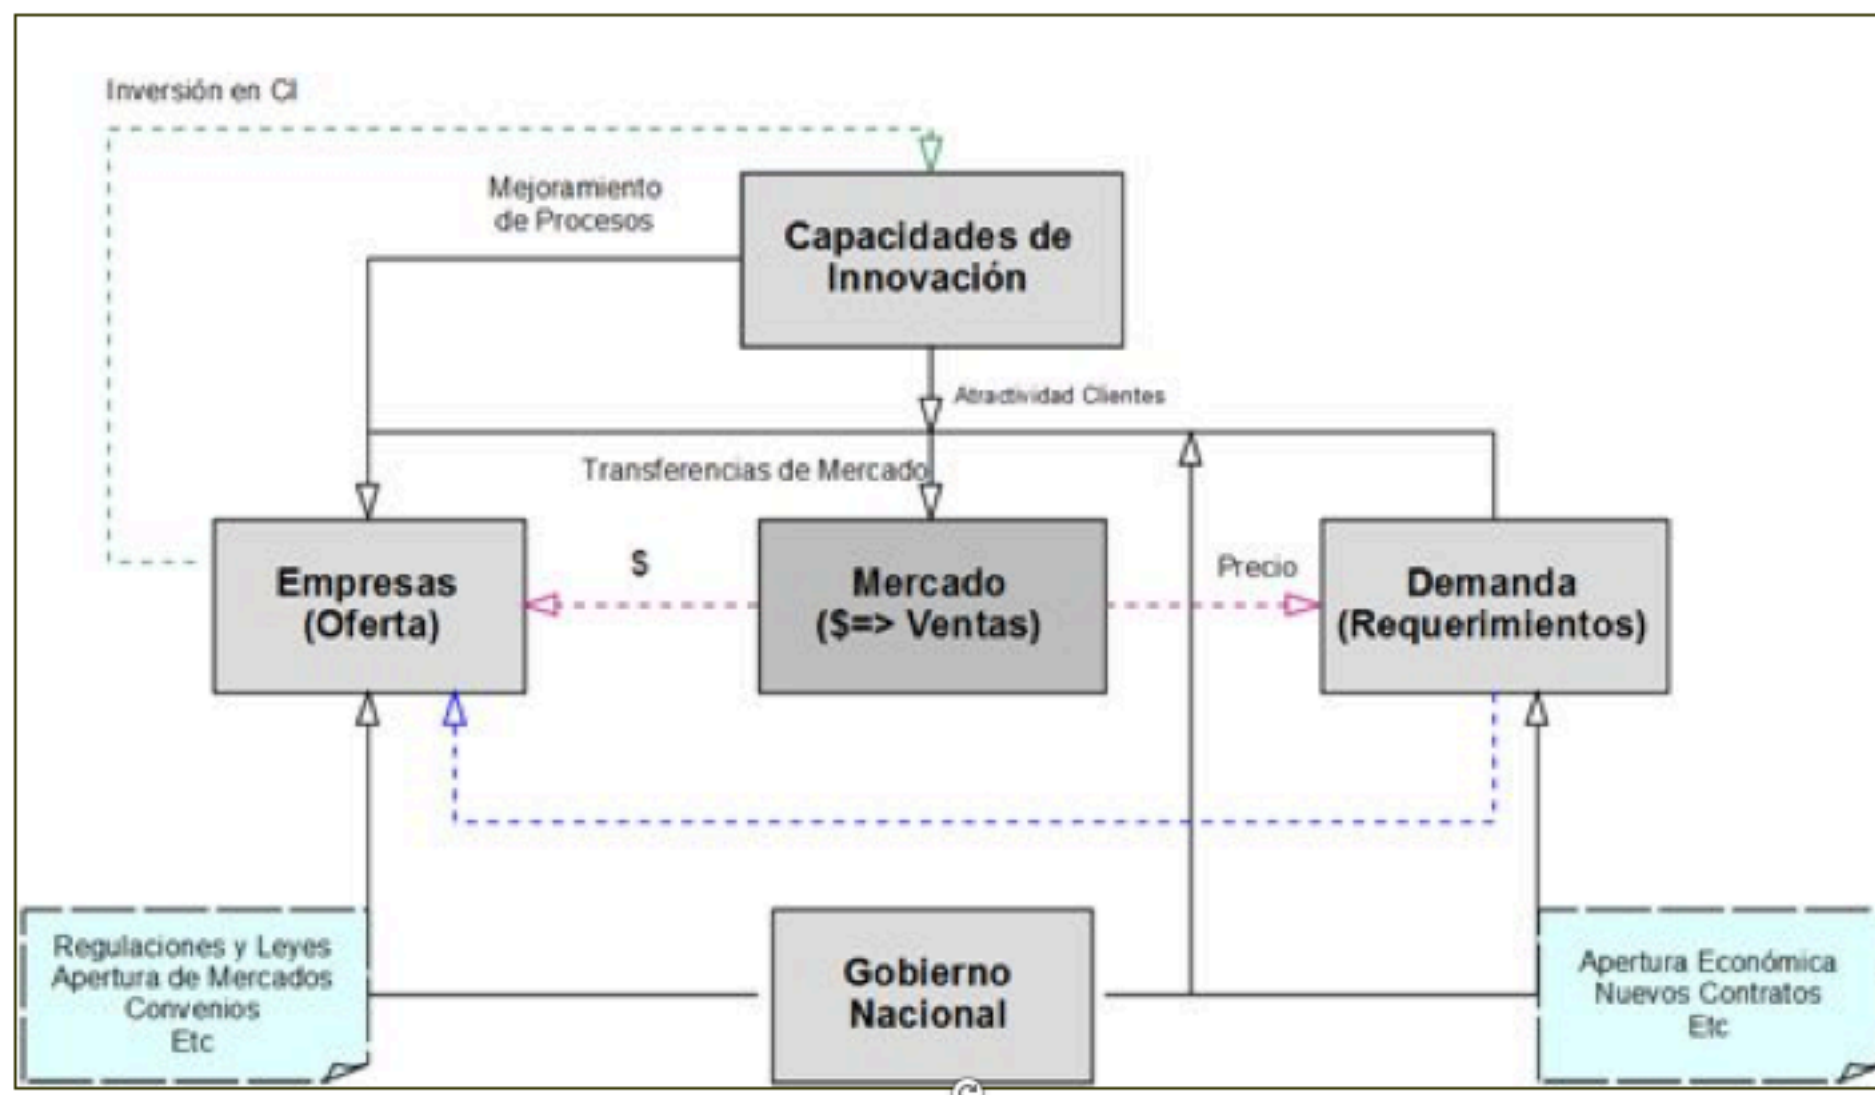 Inversión en CI
Mejoramiento
de Procesos
Capacidades de
Innovación
Atractividad Clientes
Transferencias de Mercado
Empresas
(Oferta)
$
Mercado
($=> Ventas)
Precio
Demanda
(Requerimientos)
Regulaciones y Leyes
Apertura de Mercados
Convenios
Etc
Gobierno
Nacional
Apertura Económica
Nuevos Contratos
Etc